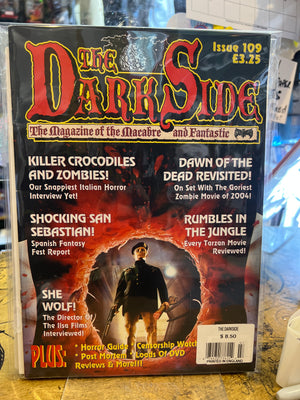 Issue 109
£3.25
THE
DARKSIDE
The Magazine of the Macabre and Fantastic
KILLER CROCODILES
AND ZOMBIES!
Our Snappiest Italian Horror
Interview Yet!
DAWN OF THE
DEAD REVISITED!
On Set With The Goriest
Zombie Movie of 2004!
SHOCKING SAN
SEBASTIAN!
Spanish Fantasy
Fest Report
RUMBLES IN
THE JUNGLE
Every Tarzan Movie
Reviewed!
SHE
WOLF!
The Director Of
The Ilsa Films
Interviewed!
THE DARKSIDE
$ 8.50
PRINTED IN ENGLAND
PLUS:
* Horror Guide * Censorship Watch
* Post Mortem * Loads Of DVD
Reviews & More!!!